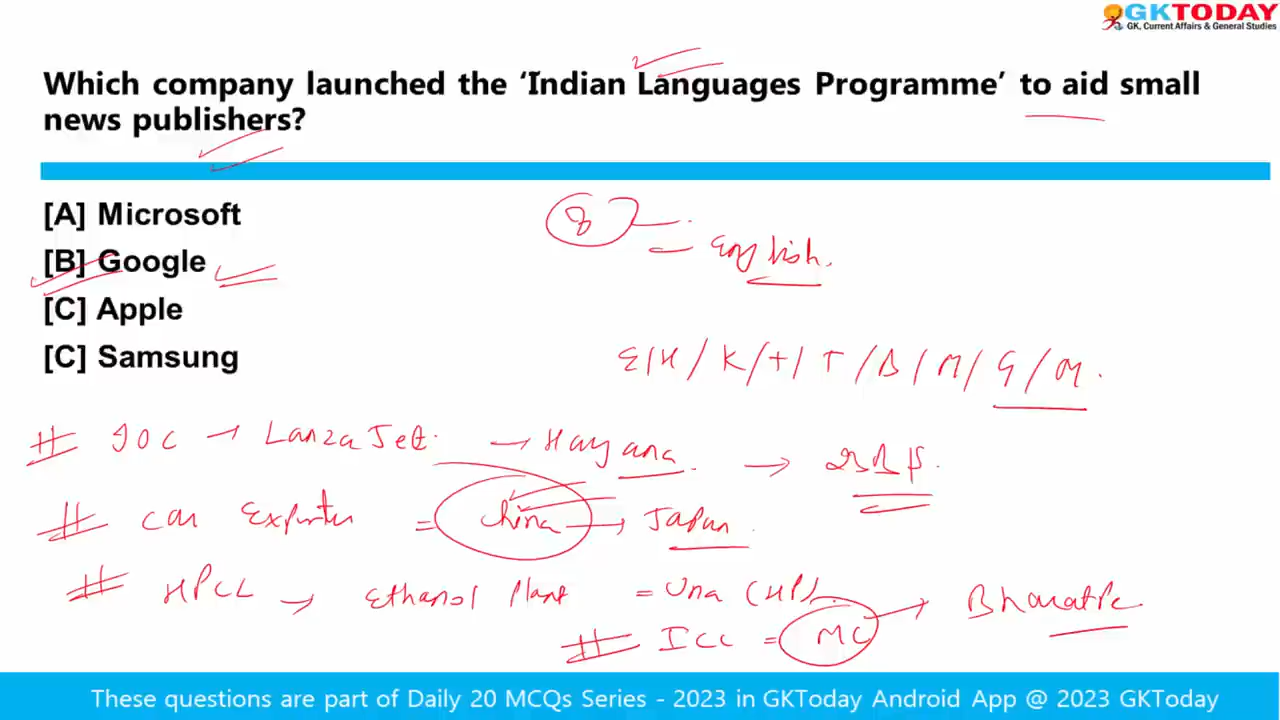 GKTODAY
GK, Current Affairs & General Studies
Which company launched the ‘Indian Languages Programme’ to aid small
news publishers?
[A] Microsoft
[B] Google
[C] Apple
[C] Samsung
8
= English.
E/H / K/T/ T /B/ M/ G/M.
# IOC → LanzaJet. → Haryana. →
# Car Exporter = China → Japan.
# HPCL → Ethanol Plant = Una (HP).
# ICC = MC → BharatPe
These questions are part of Daily 20 MCQs Series - 2023 in GKToday Android App @ 2023 GKToday